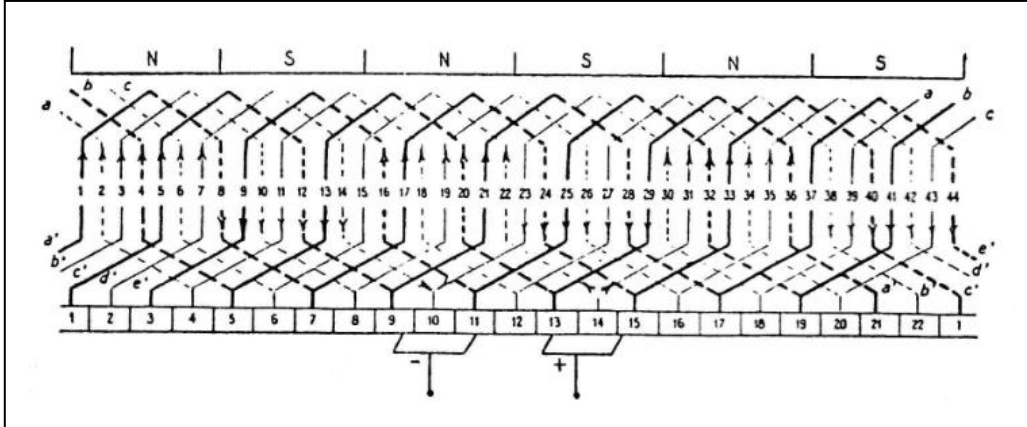 N S N S N S
a b c a b c
1 2 3 4 5 6 7 8 9 10 11 12 13 14 15 16 17 18 19 20 21 22 23 24 25 26 27 28 29 30 31 32 33 34 35 36 37 38 39 40 41 42 43 44
a' b' c' d' e' a' b' c' d' e'
1 2 3 4 5 6 7 8 9 10 11 12 13 14 15 16 17 18 19 20 21 22 1
- +